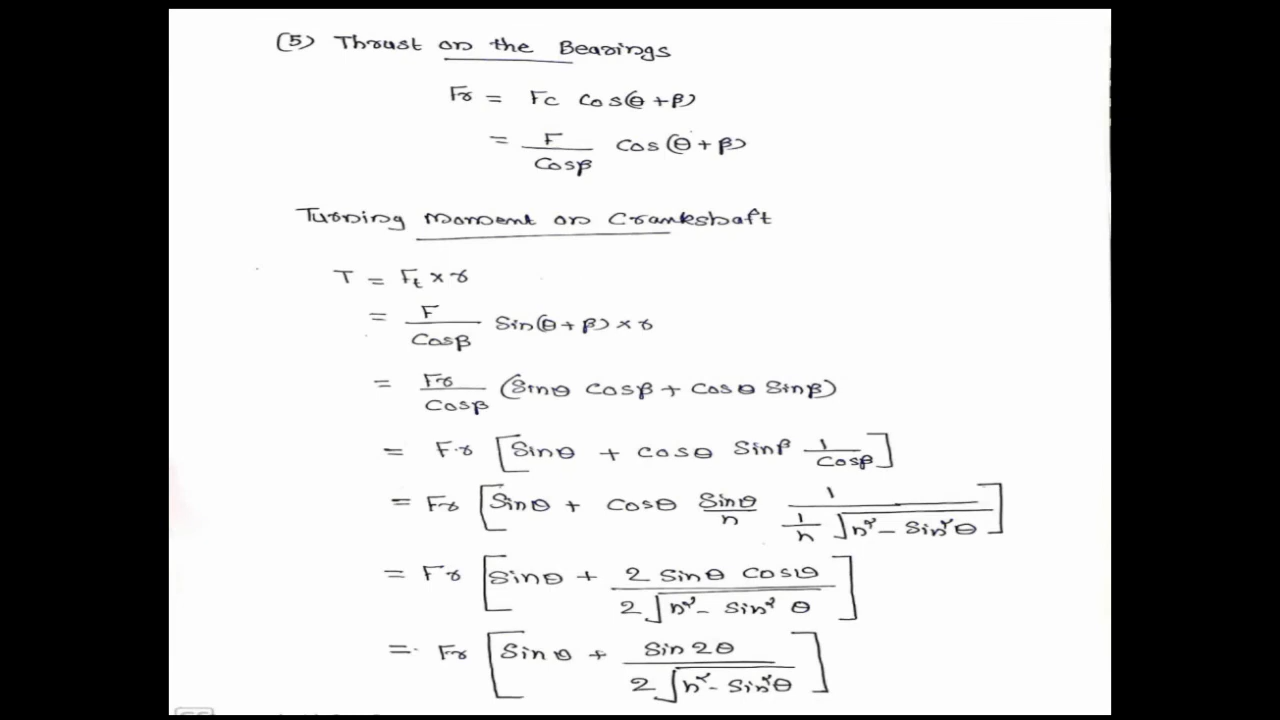 (5) Thrust on the Bearings
Fr = Fc cos(θ+β)
= F/Cosβ cos(θ+β)
Turning Moment on Crankshaft
T = Ft × r
= F/Cosβ Sin(θ+β) × r
= Fr/Cosβ (Sinθ Cosβ + Cosθ Sinβ)
= F·r [Sinθ + cosθ Sinβ 1/Cosβ]
= Fr [Sinθ + Cosθ Sinθ/n 1/(1/n √(n² - Sin²θ))]
= Fr [Sinθ + 2 Sinθ Cosθ/(2√(n² - Sin²θ))]
= Fr [Sinθ + Sin2θ/(2√(n² - Sin²θ))]